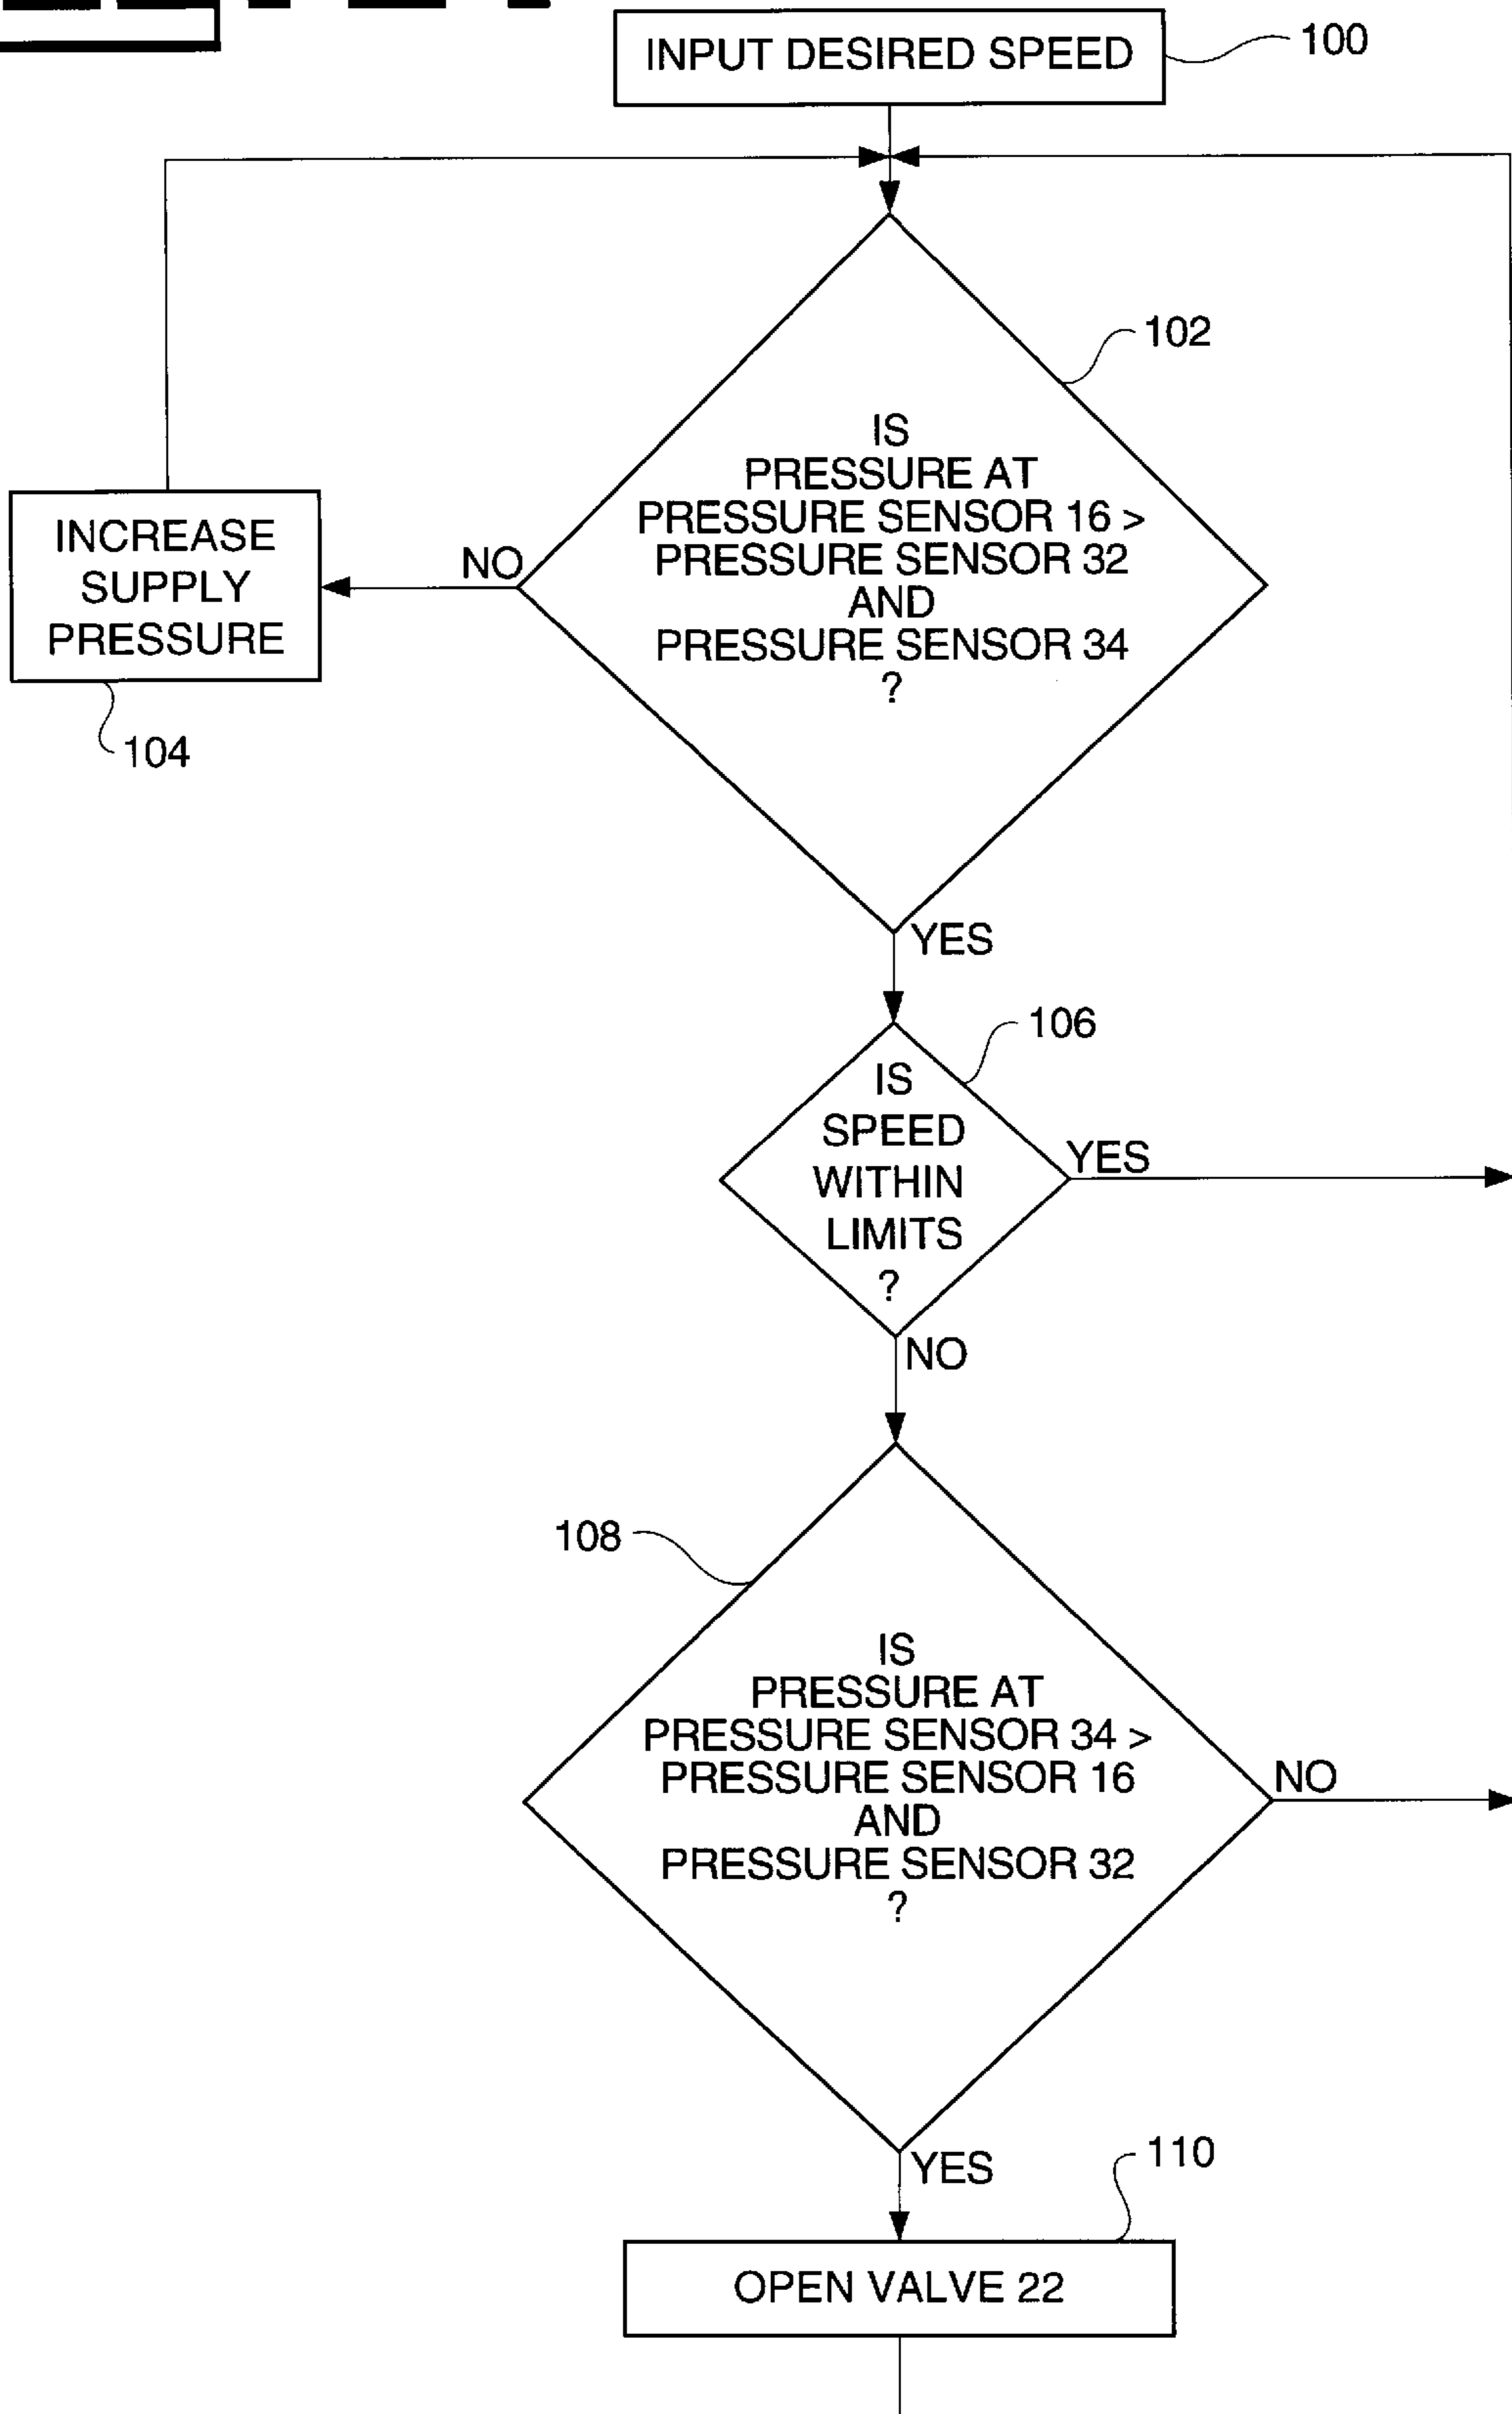 INPUT DESIRED SPEED
100
102
IS
PRESSURE AT
PRESSURE SENSOR 16 >
PRESSURE SENSOR 32
AND
PRESSURE SENSOR 34
?
NO
INCREASE
SUPPLY
PRESSURE
104
YES
106
IS
SPEED
WITHIN
LIMITS
?
YES
NO
108
IS
PRESSURE AT
PRESSURE SENSOR 34 >
PRESSURE SENSOR 16
AND
PRESSURE SENSOR 32
?
NO
YES
110
OPEN VALVE 22